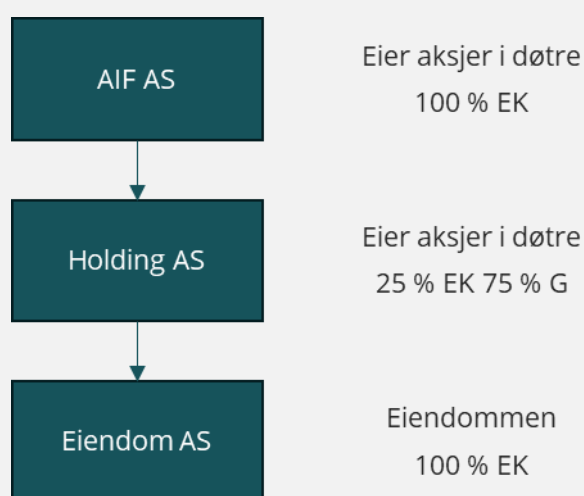 AIF AS
Eier aksjer i døtre
100 % EK
Holding AS
Eier aksjer i døtre
25 % EK 75 % G
Eiendom AS
Eiendommen
100 % EK